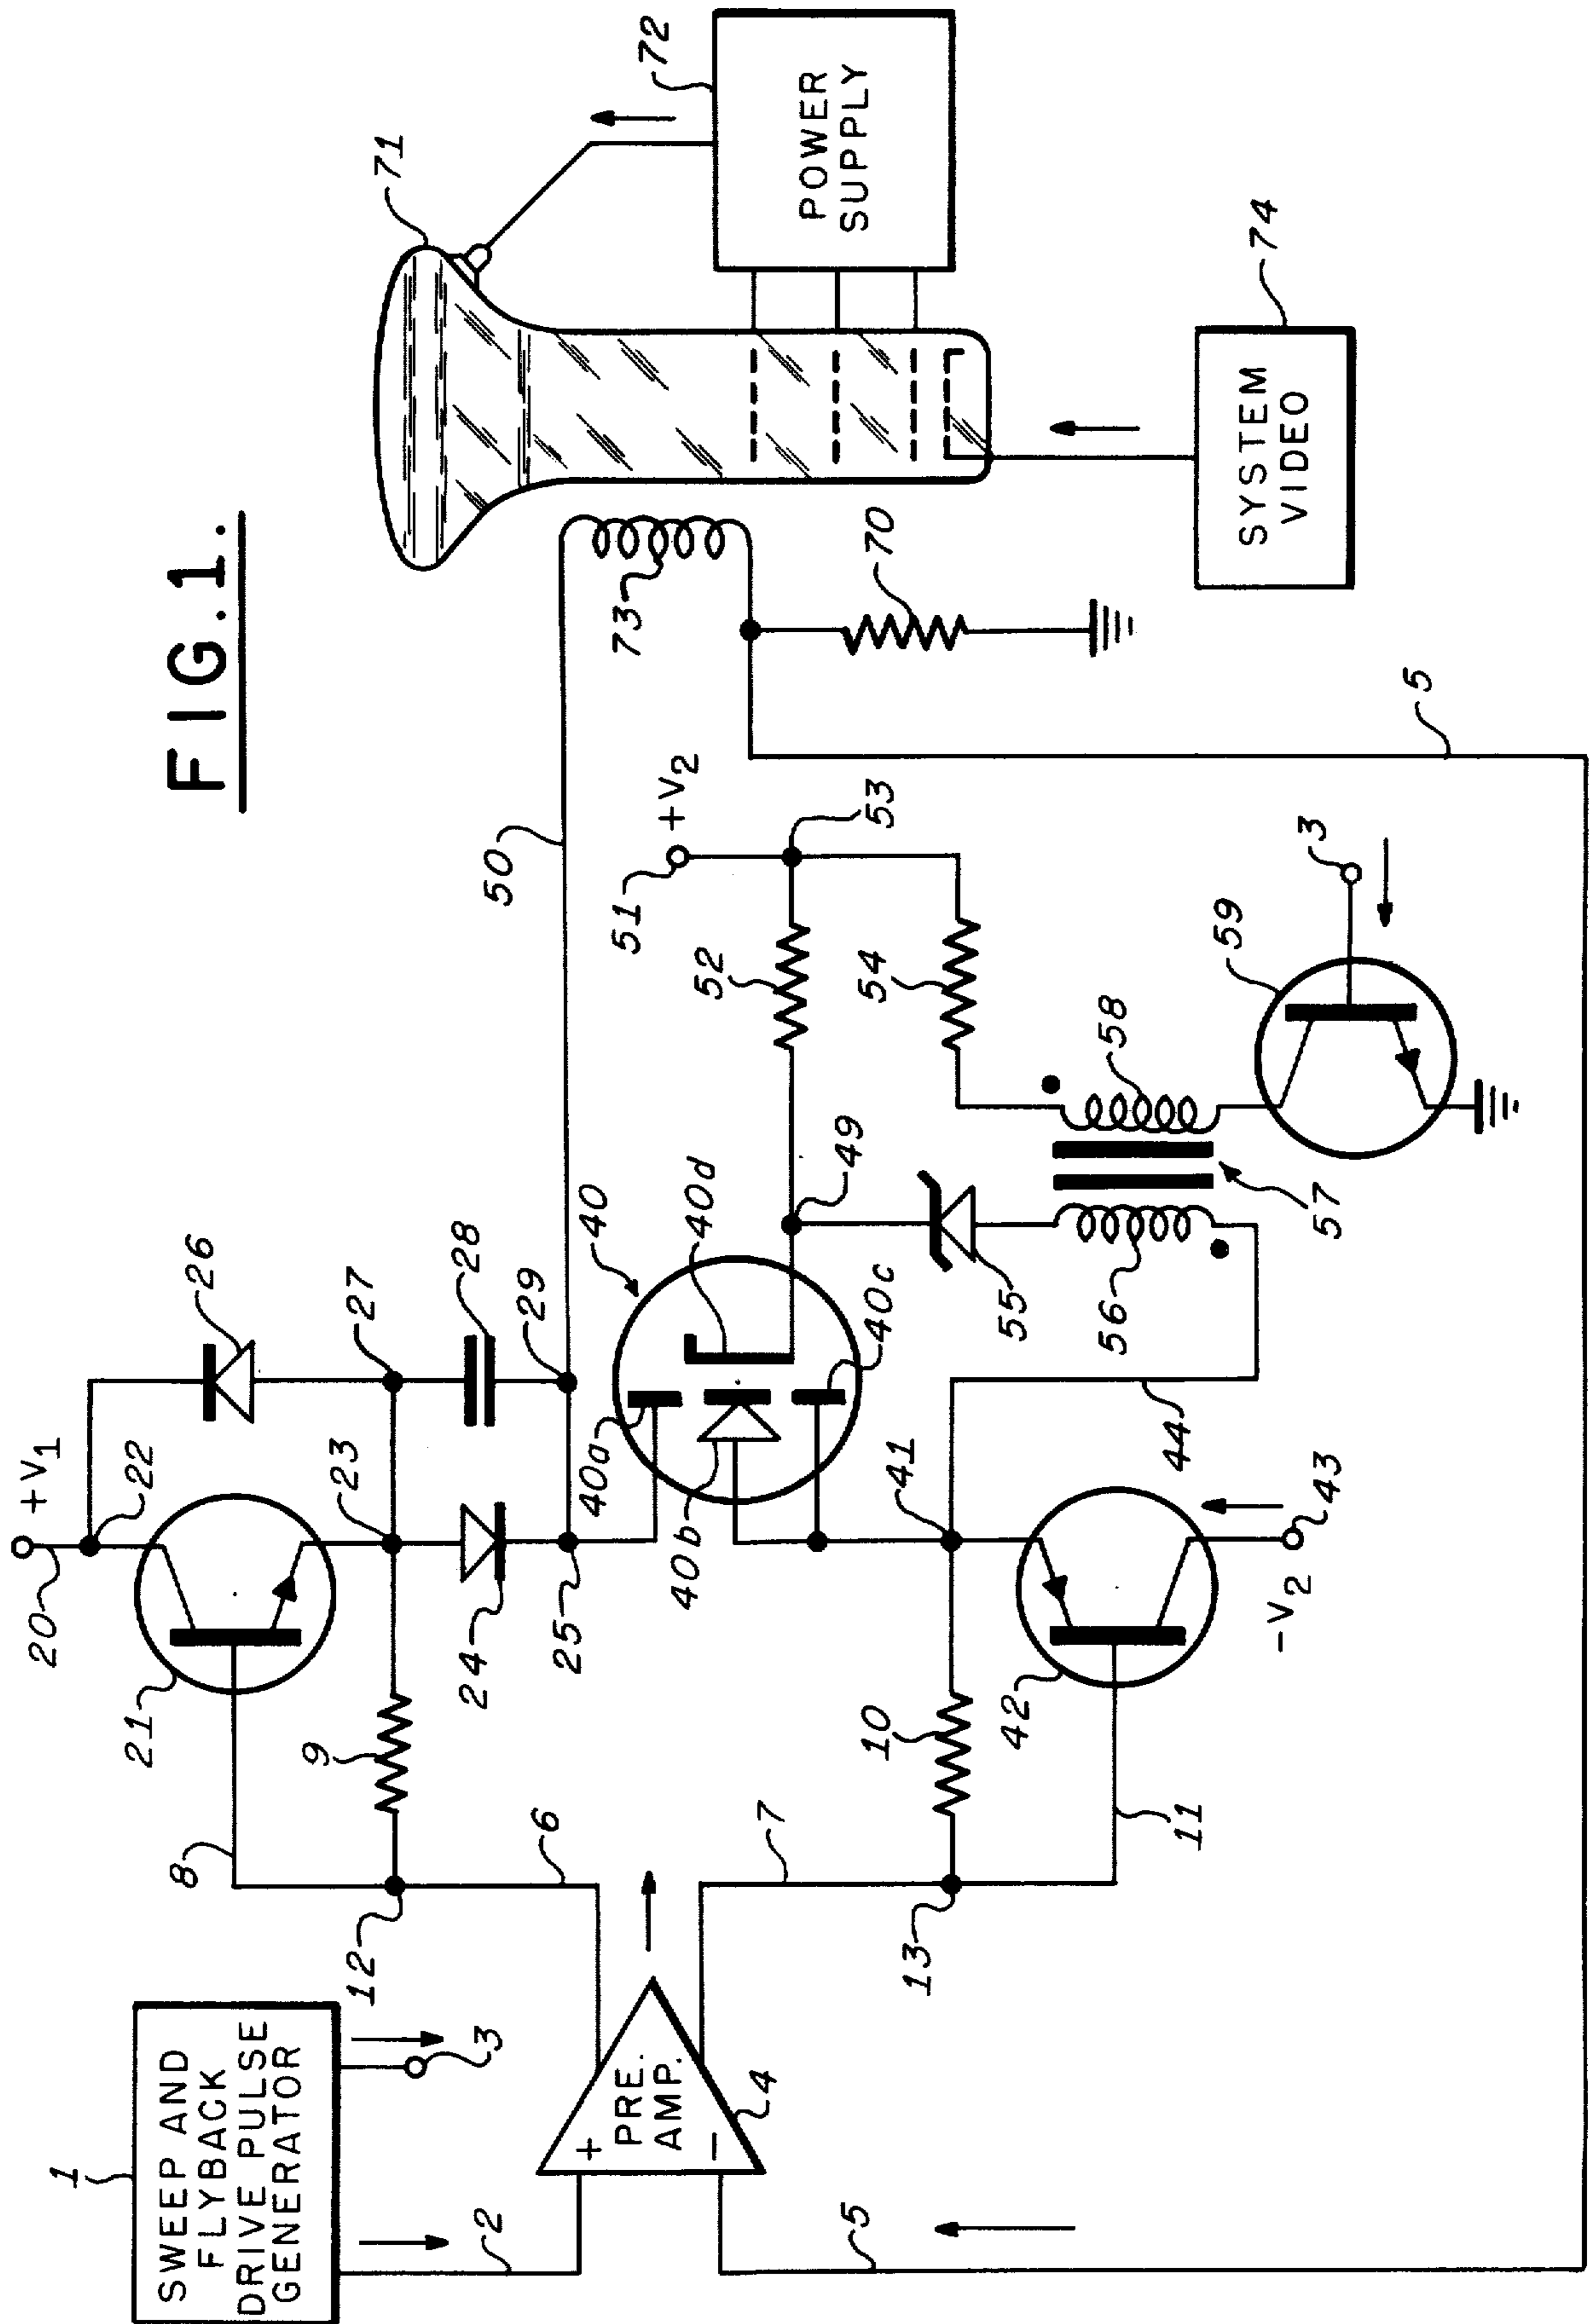 FIG.1.
1
SWEEP AND
FLYBACK
DRIVE PULSE
GENERATOR
2
3
4
+
PRE.
AMP.
−
5
6
7
8
9
10
11
12
13
20
+V1
21
22
23
24
25
26
27
28
29
40
40a
40b
40c
40d
41
42
43
-V2
44
49
50
51
+V2
52
53
54
55
56
57
58
59
3
5
70
71
72
POWER
SUPPLY
73
74
SYSTEM
VIDEO